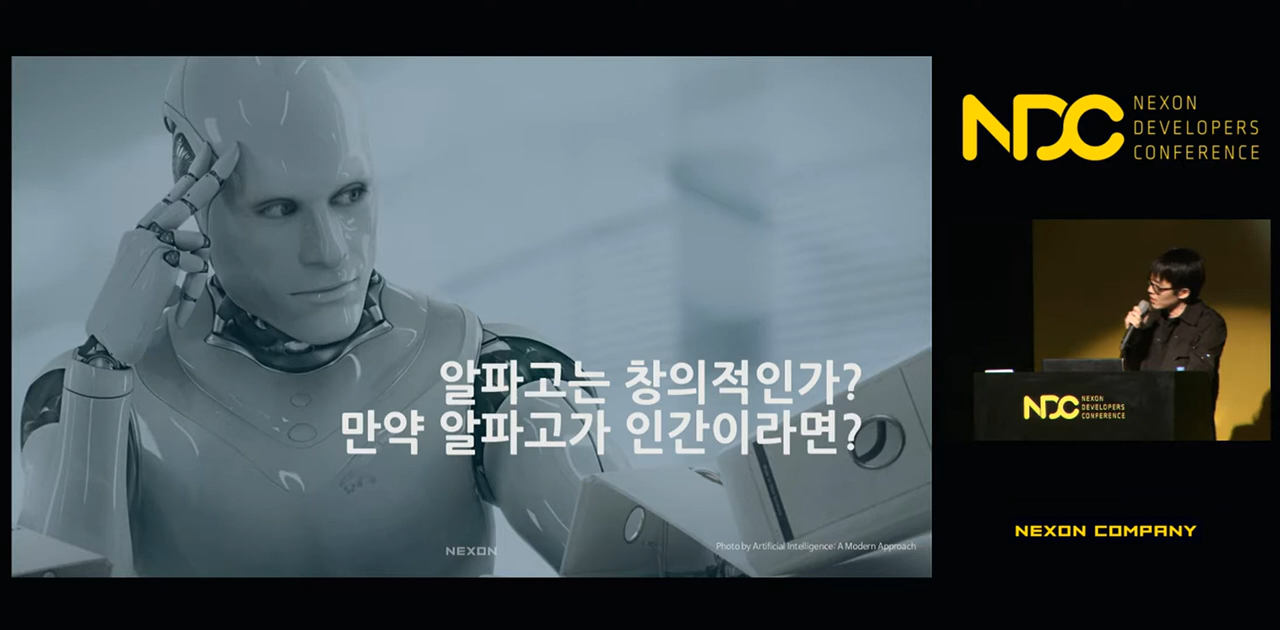 알파고는 창의적인가?
만약 알파고가 인간이라면?
NEXON
Photo by Artificial Intelligence: A Modern Approach
NDC
NEXON
DEVELOPERS
CONFERENCE
NDC
NEXON
DEVELOPERS
CONFERENCE
NEXON COMPANY